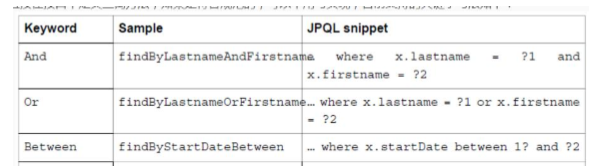 Keyword Sample JPQL snippet
And findByLastnameAndFirstname … where x.lastname = ?1 and
x.firstname = ?2
Or findByLastnameOrFirstname … where x.lastname = ?1 or x.firstname
= ?2
Between findByStartDateBetween … where x.startDate between 1? and ?2